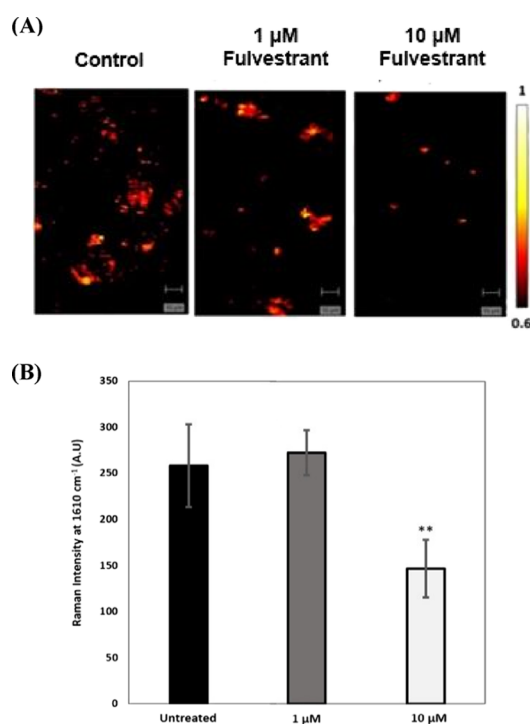 (A)
Control
1 µM
Fulvestrant
10 µM
Fulvestrant
1
0.6
(B)
Raman Intensity at 1610 cm⁻¹ (A.U)
350
300
250
200
150
100
50
0
**
Untreated
1 µM
10 µM